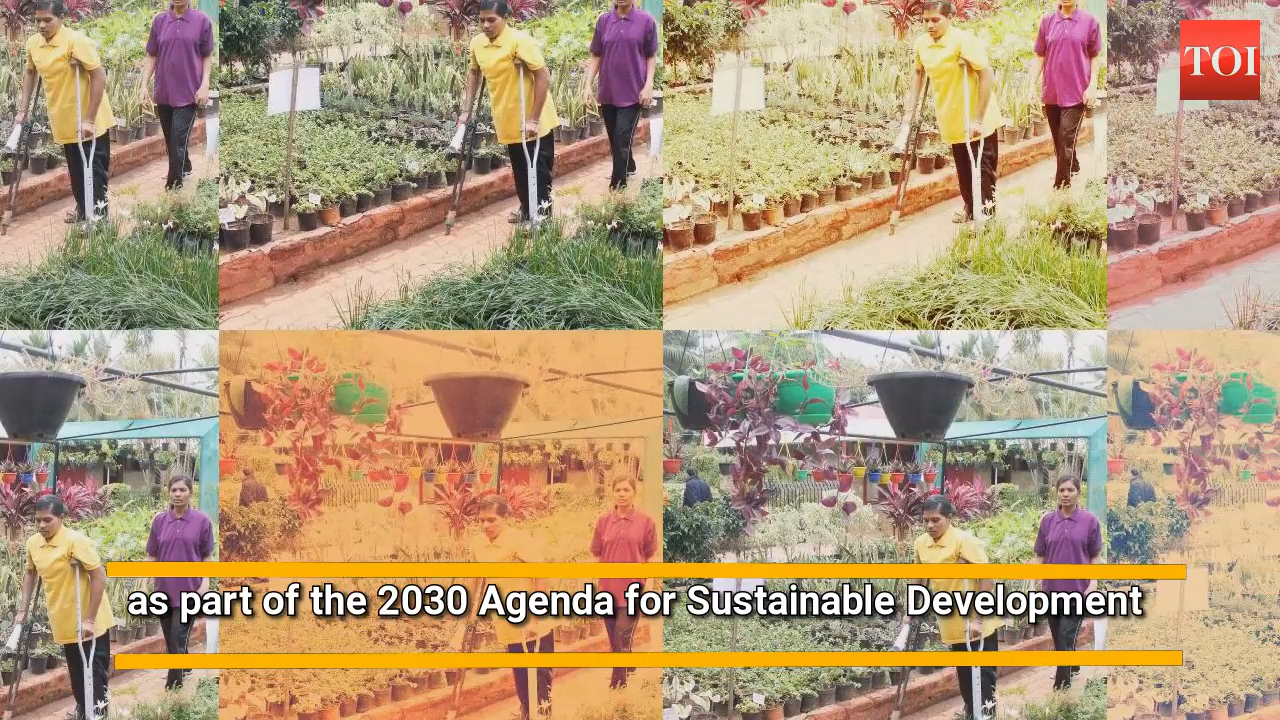 TOI
as part of the 2030 Agenda for Sustainable Development